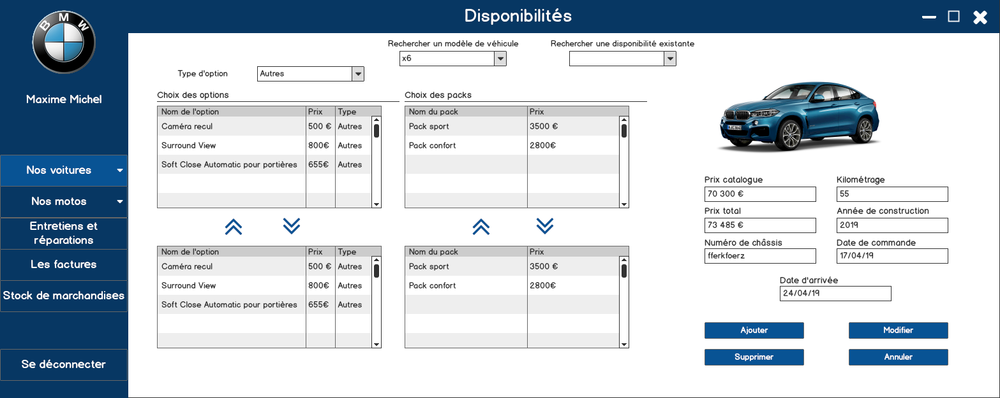 Disponibilités
BMW
Maxime Michel
Nos voitures
Nos motos
Entretiens et
réparations
Les factures
Stock de marchandises
Se déconnecter
Rechercher un modèle de véhicule
x6
Rechercher une disponibilité existante
Type d'option
Autres
Choix des options
Nom de l'option Prix Type
Caméra recul 500 € Autres
Surround View 800€ Autres
Soft Close Automatic pour portières 655€ Autres
Choix des packs
Nom du pack Prix
Pack sport 3500 €
Pack confort 2800€
Nom de l'option Prix Type
Caméra recul 500 € Autres
Surround View 800€ Autres
Soft Close Automatic pour portières 655€ Autres
Nom du pack Prix
Pack sport 3500 €
Pack confort 2800€
Prix catalogue
70 300 €
Kilométrage
55
Prix total
73 485 €
Année de construction
2019
Numéro de châssis
fferkfoerz
Date de commande
17/04/19
Date d'arrivée
24/04/19
Ajouter
Modifier
Supprimer
Annuler